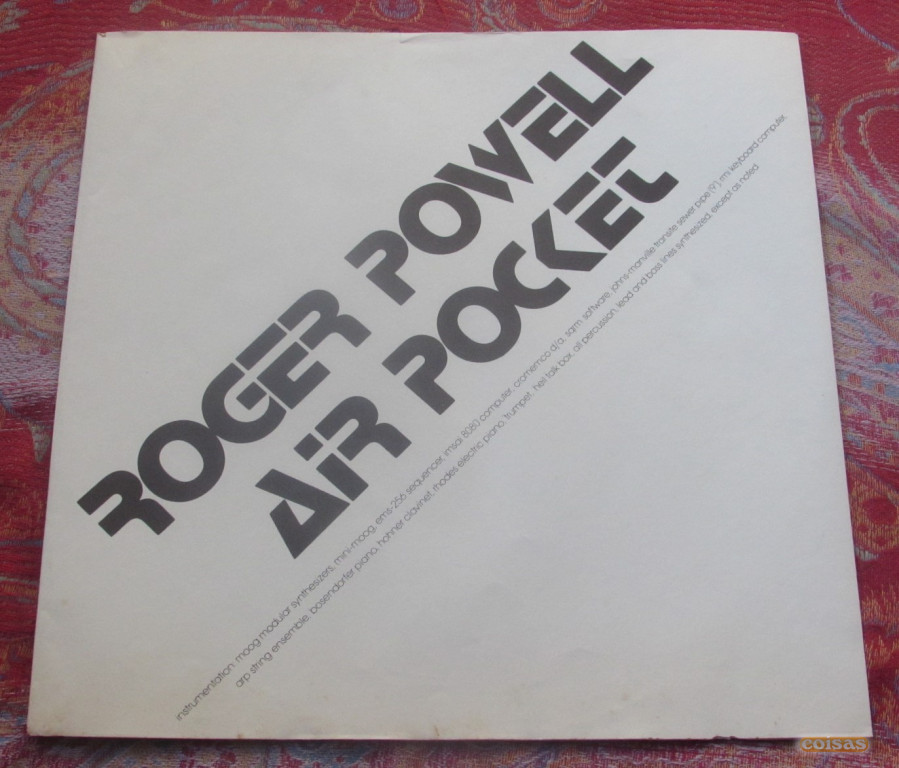 ROGER POWELL
AIR POCKET
instrumentation: moog modular synthesizers, mini-moog, ems-256 sequencer, imsai 8080 computer, cromemco d/a, sqrm software, johns-manville transite sewer pipe (9'), rmi keyboard computer,
arp string ensemble, bosendorfer piano, hohner clavinet, rhodes electric piano, trumpet, heil talk box, all percussion, lead and bass lines synthesized, except as noted
coisas